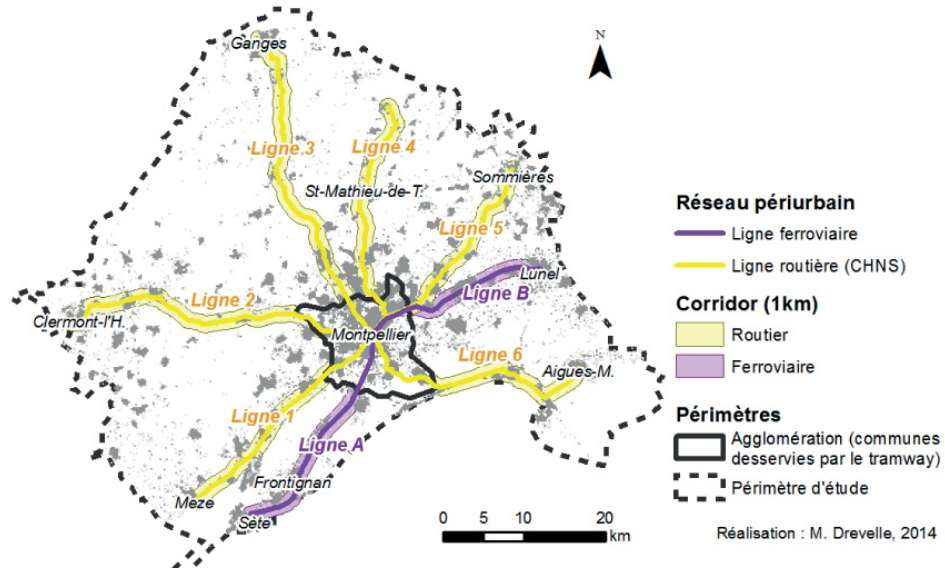 Ganges
N
Ligne 3
Ligne 4
St-Mathieu-de-T.
Sommières
Ligne 5
Lunel
Ligne B
Ligne 2
Clermont-l'H.
Montpellier
Ligne 6
Aigues-M.
Ligne 1
Ligne A
Frontignan
Meze
Sète
0 5 10 20
km
Réseau périurbain
Ligne ferroviaire
Ligne routière (CHNS)
Corridor (1km)
Routier
Ferroviaire
Périmètres
Agglomération (communes
desservies par le tramway)
Périmètre d'étude
Réalisation : M. Drevelle, 2014